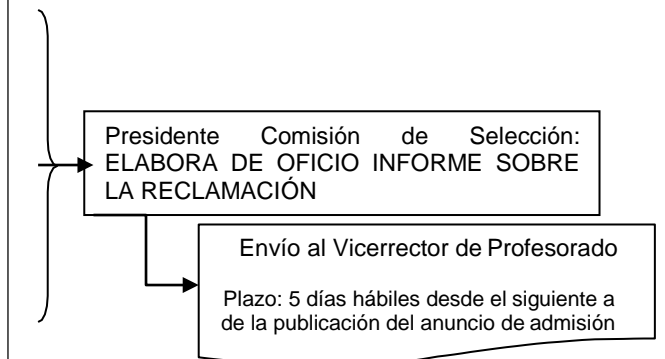 Presidente Comisión de Selección:
ELABORA DE OFICIO INFORME SOBRE
LA RECLAMACIÓN
Envío al Vicerrector de Profesorado
Plazo: 5 días hábiles desde el siguiente a
de la publicación del anuncio de admisión